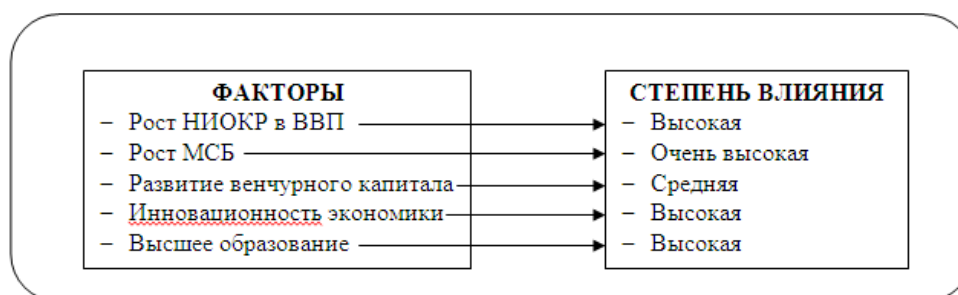 ФАКТОРЫ
– Рост НИОКР в ВВП
– Рост МСБ
– Развитие венчурного капитала
– Инновационность экономики
– Высшее образование
СТЕПЕНЬ ВЛИЯНИЯ
– Высокая
– Очень высокая
– Средняя
– Высокая
– Высокая